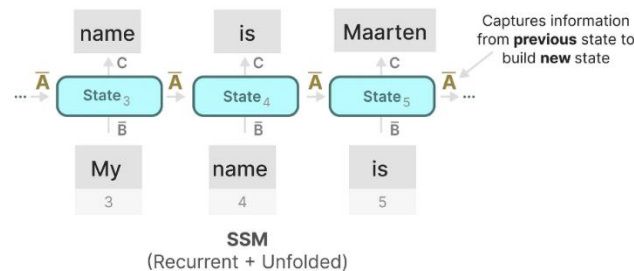 name is Maarten
Captures information
from previous state to
build new state
C C C
A̅ A̅ A̅ A̅
... State₃ State₄ State₅ ...
B̅ B̅ B̅
My name is
3 4 5
SSM
(Recurrent + Unfolded)